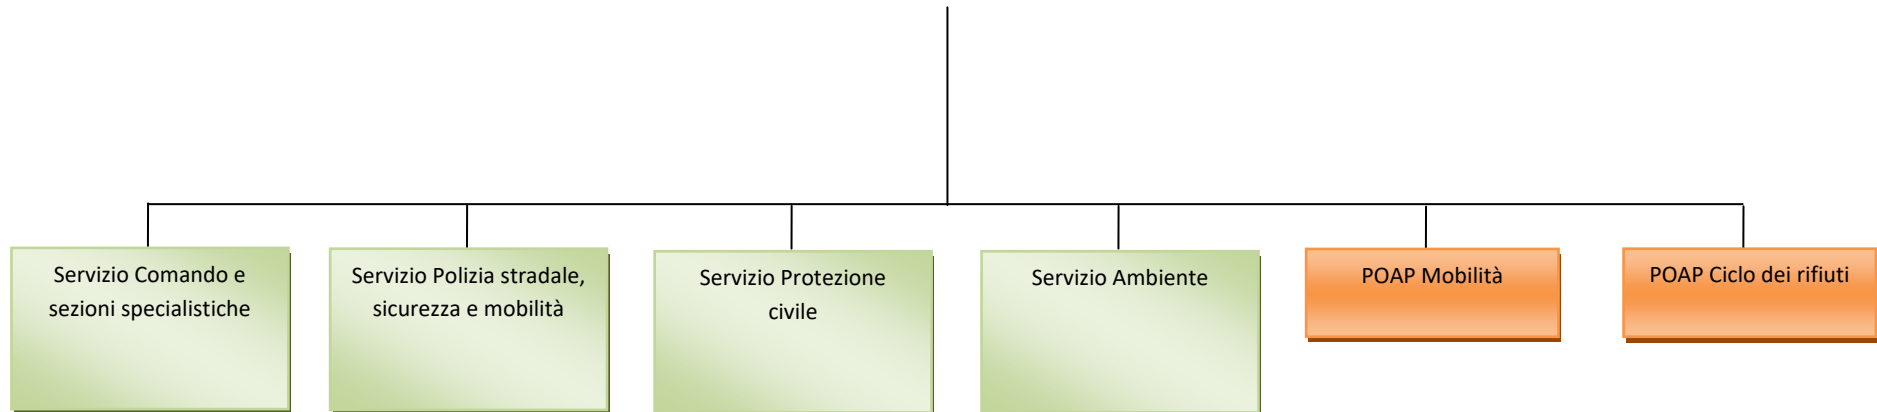 Servizio Comando e
sezioni specialistiche
Servizio Polizia stradale,
sicurezza e mobilità
Servizio Protezione
civile
Servizio Ambiente
POAP Mobilità
POAP Ciclo dei rifiuti